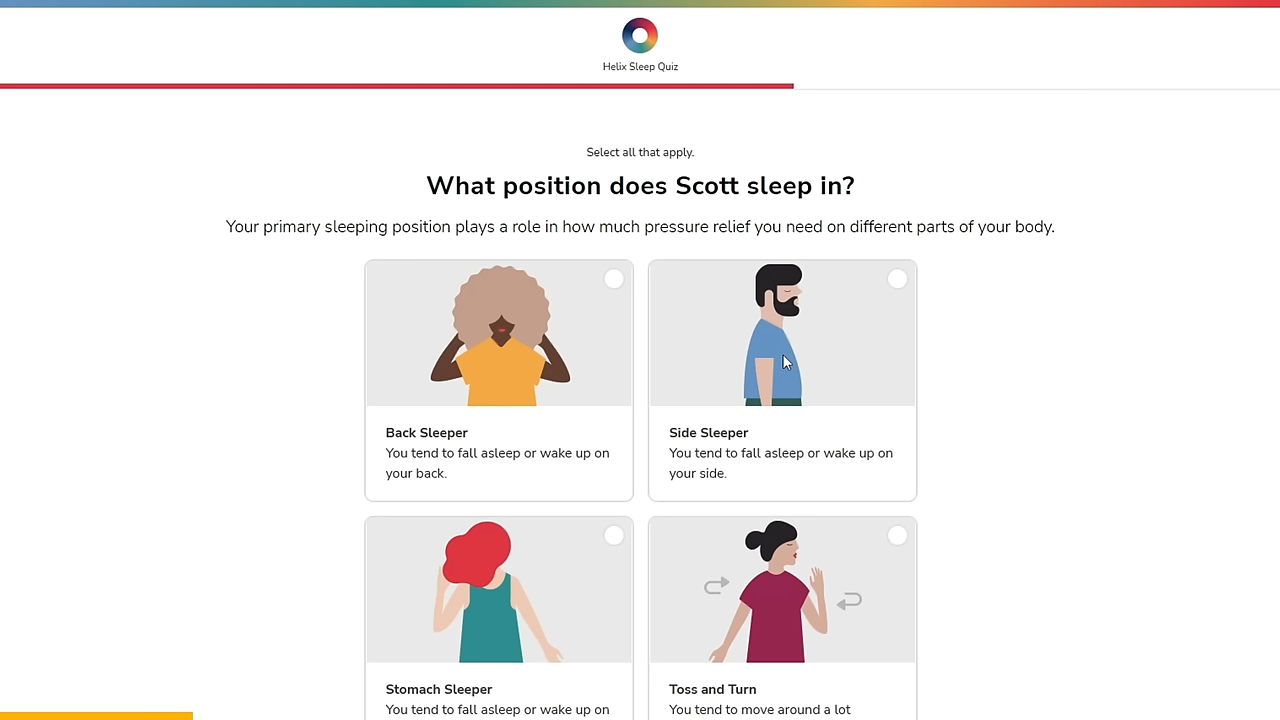 Helix Sleep Quiz
Select all that apply.
What position does Scott sleep in?
Your primary sleeping position plays a role in how much pressure relief you need on different parts of your body.
Back Sleeper
You tend to fall asleep or wake up on
your back.
Side Sleeper
You tend to fall asleep or wake up on
your side.
Stomach Sleeper
You tend to fall asleep or wake up on
Toss and Turn
You tend to move around a lot